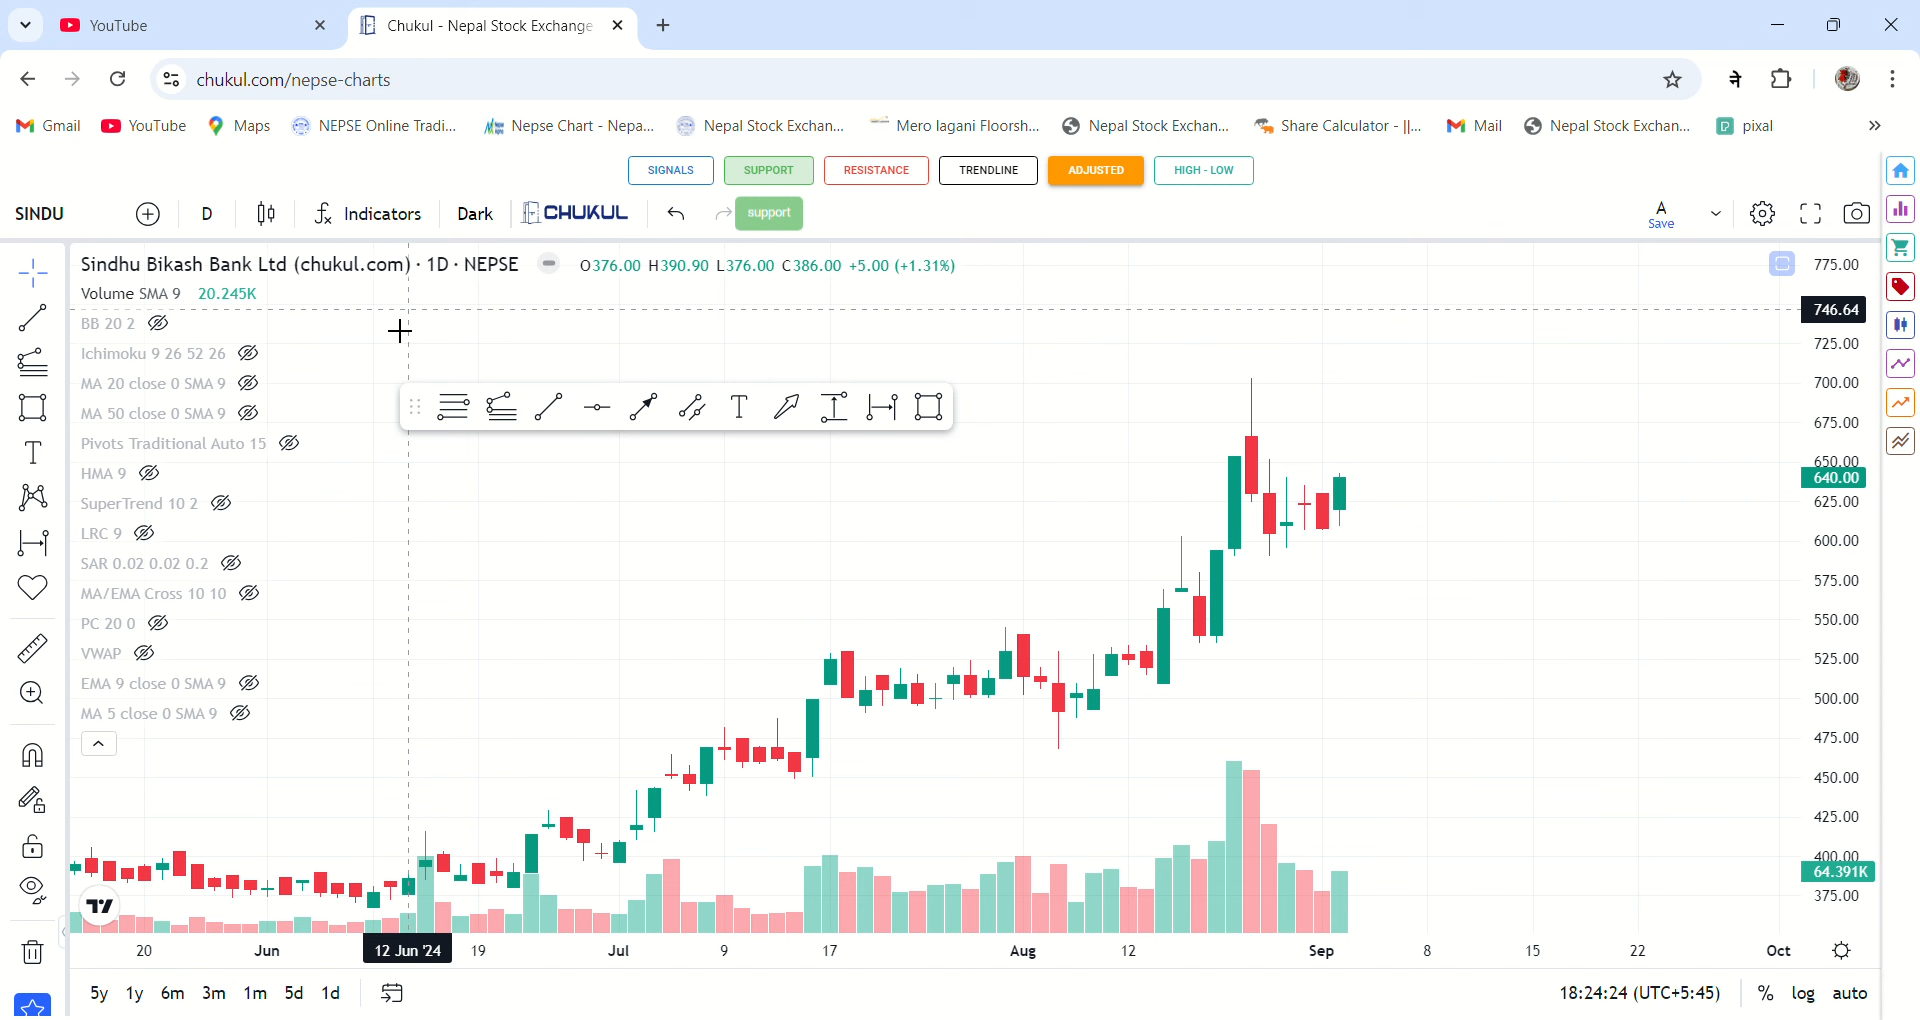 YouTube
Chukul - Nepal Stock Exchange
chukul.com/nepse-charts
ने
Gmail YouTube Maps NEPSE Online Tradi... Nepse Chart - Nepa... Nepal Stock Exchan... Mero lagani Floorsh... Nepal Stock Exchan... Share Calculator - ||... Mail Nepal Stock Exchan... pixal
SIGNALS SUPPORT RESISTANCE TRENDLINE ADJUSTED HIGH - LOW
SINDU D Indicators Dark CHUKUL support A Save
Sindhu Bikash Bank Ltd (chukul.com) · 1D · NEPSE O376.00 H390.90 L376.00 C386.00 +5.00 (+1.31%)
Volume SMA 9 20.245K
BB 20 2
Ichimoku 9 26 52 26
MA 20 close 0 SMA 9
MA 50 close 0 SMA 9
Pivots Traditional Auto 15
HMA 9
SuperTrend 10 2
LRC 9
SAR 0.02 0.02 0.2
MA/EMA Cross 10 10
PC 20 0
VWAP
EMA 9 close 0 SMA 9
MA 5 close 0 SMA 9
775.00
746.64
725.00
700.00
675.00
650.00
640.00
625.00
600.00
575.00
550.00
525.00
500.00
475.00
450.00
425.00
400.00
64.391K
375.00
20 Jun 12 Jun '24 19 Jul 9 17 Aug 12 Sep 8 15 22 Oct
5y 1y 6m 3m 1m 5d 1d 18:24:24 (UTC+5:45) % log auto